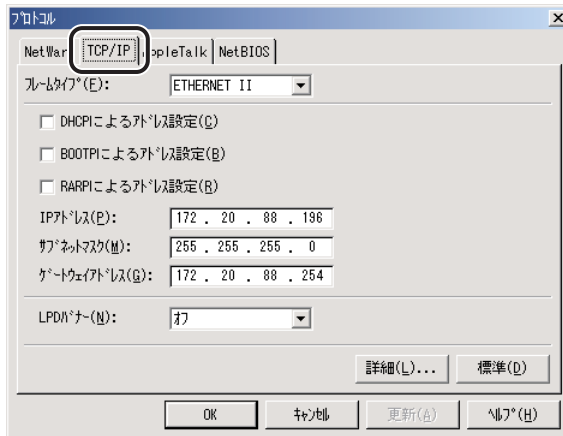 プロトコル
NetWar TCP/IP ppleTalk NetBIOS
フレームタイプ(F): ETHERNET II
DHCPによるアドレス設定(C)
BOOTPによるアドレス設定(B)
RARPによるアドレス設定(R)
IPアドレス(P): 172 . 20 . 88 . 196
サブネットマスク(M): 255 . 255 . 255 . 0
ゲートウェイアドレス(G): 172 . 20 . 88 . 254
LPDバナー(N): オフ
詳細(L)... 標準(D)
OK キャンセル 更新(A) ヘルプ(H)